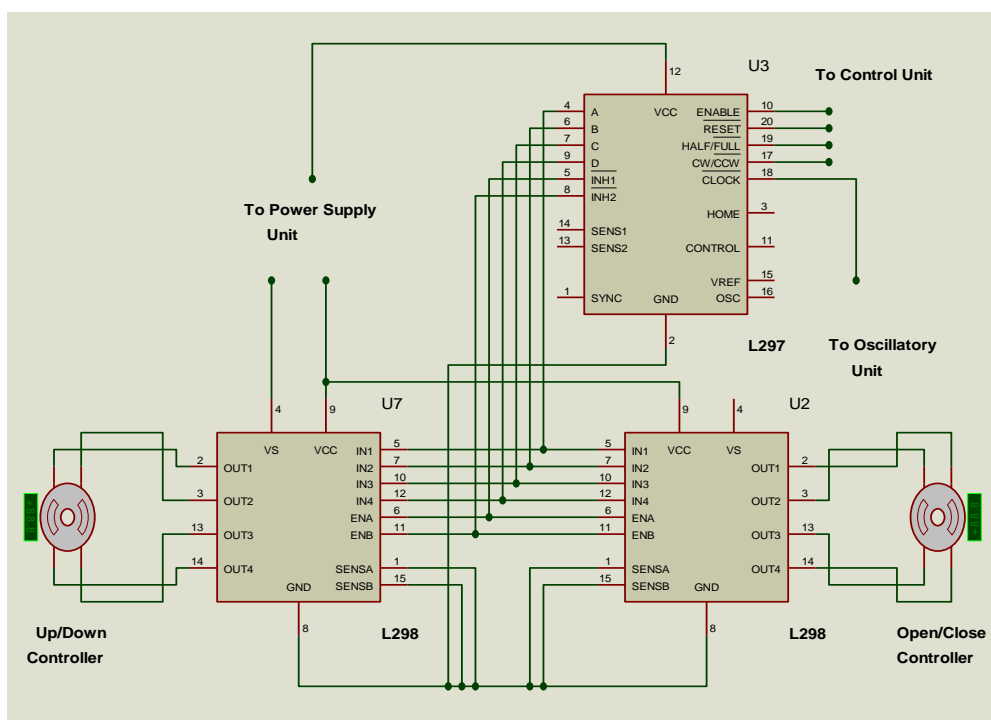 U3
To Control Unit
12
VCC
4 A
6 B
7 C
9 D
5 INH1
8 INH2
14 SENS1
13 SENS2
1 SYNC
GND
2
ENABLE 10
RESET 20
HALF/FULL 19
CW/CCW 17
CLOCK 18
HOME 3
CONTROL 11
VREF 15
OSC 16
L297
To Power Supply
Unit
To Oscillatory
Unit
U7
4
9
VS
VCC
2 OUT1
3 OUT2
13 OUT3
14 OUT4
IN1 5
IN2 7
IN3 10
IN4 12
ENA 6
ENB 11
SENSA 1
SENSB 15
GND
8
L298
Up/Down
Controller
U2
9
4
VCC
VS
5 IN1
7 IN2
10 IN3
12 IN4
6 ENA
11 ENB
1 SENSA
15 SENSB
OUT1 2
OUT2 3
OUT3 13
OUT4 14
GND
8
L298
Open/Close
Controller